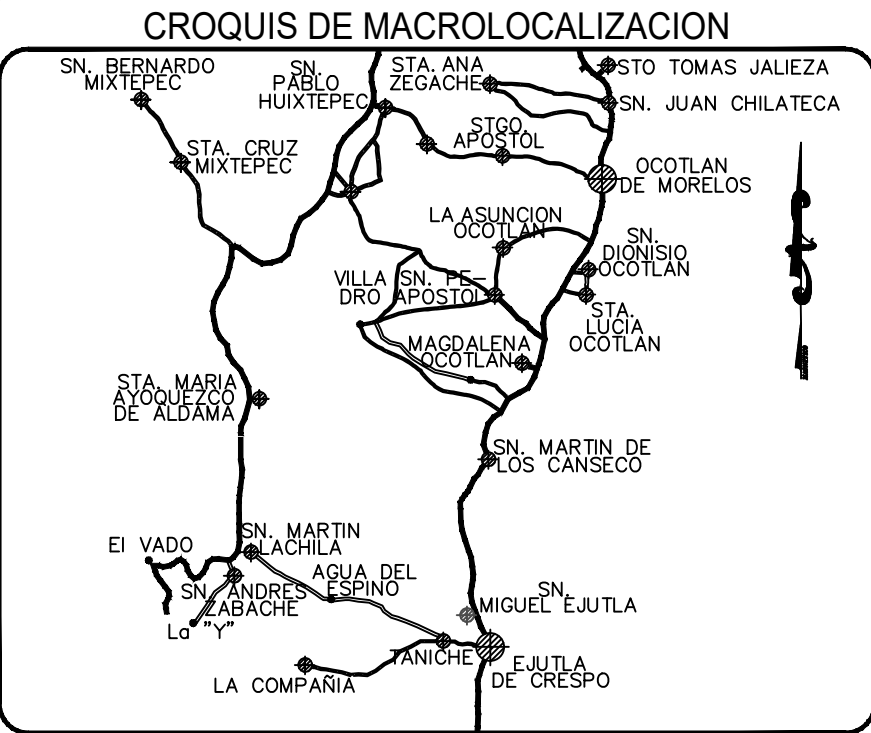 CROQUIS DE MACROLOCALIZACION
SN. BERNARDO
MIXTEPEC
SN.
PABLO
HUIXTEPEC
STA. ANA
ZEGACHE
STO TOMAS JALIEZA
SN. JUAN CHILATECA
STA. CRUZ
MIXTEPEC
STGO.
APOSTOL
OCOTLAN
DE MORELOS
LA ASUNCION
OCOTLAN
SN.
DIONISIO
OCOTLAN
VILLA SN. PE-
DRO APOSTOL
STA.
LUCIA
OCOTLAN
MAGDALENA
OCOTLAN
STA. MARIA
AYOQUEZCO
DE ALDAMA
SN. MARTIN DE
LOS CANSECO
El VADO
SN. MARTIN
LACHILA
AGUA DEL
ESPINO
SN. ANDRES
ZABACHE
La "Y"
SN.
MIGUEL EJUTLA
TANICHE
EJUTLA
DE CRESPO
LA COMPAÑIA